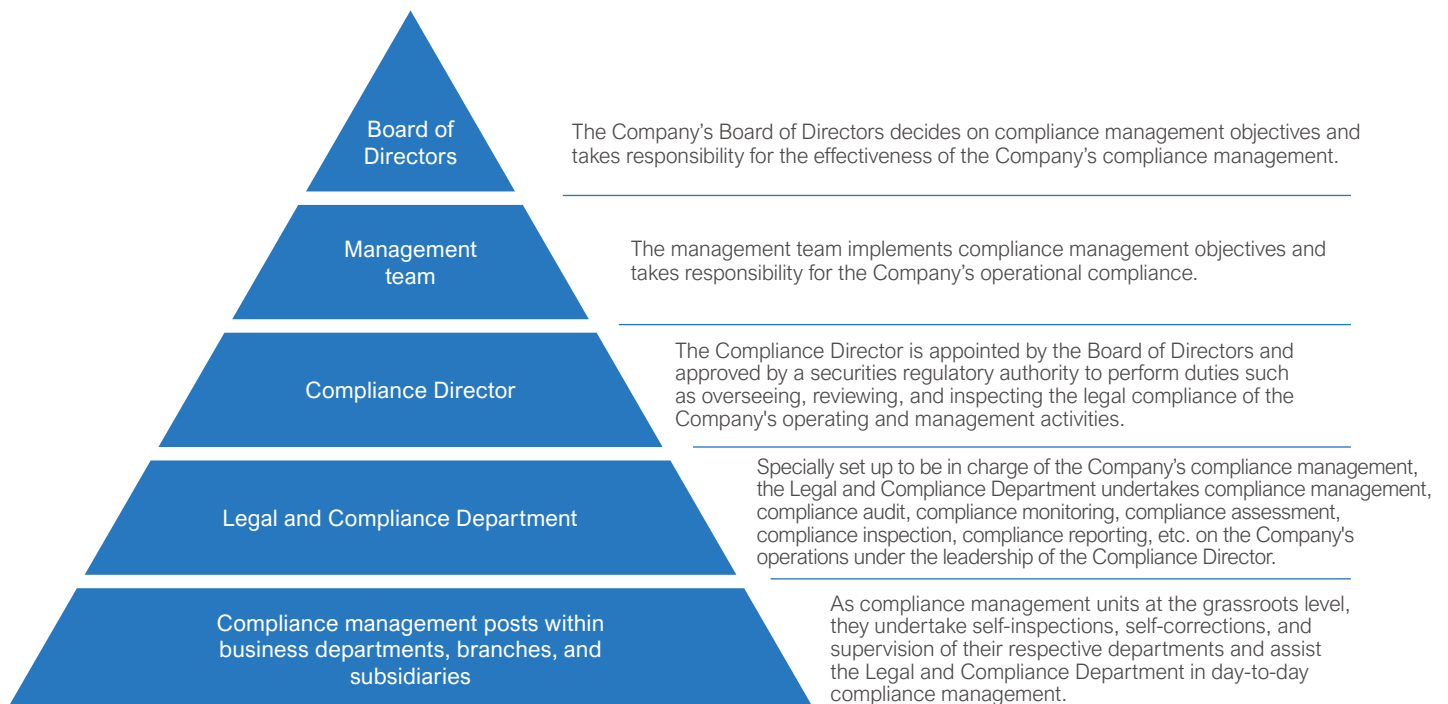 Board of
Directors
The Company’s Board of Directors decides on compliance management objectives and
takes responsibility for the effectiveness of the Company’s compliance management.
Management
team
The management team implements compliance management objectives and
takes responsibility for the Company’s operational compliance.
Compliance Director
The Compliance Director is appointed by the Board of Directors and
approved by a securities regulatory authority to perform duties such
as overseeing, reviewing, and inspecting the legal compliance of the
Company's operating and management activities.
Legal and Compliance Department
Specially set up to be in charge of the Company’s compliance management,
the Legal and Compliance Department undertakes compliance management,
compliance audit, compliance monitoring, compliance assessment,
compliance inspection, compliance reporting, etc. on the Company's
operations under the leadership of the Compliance Director.
Compliance management posts within
business departments, branches, and
subsidiaries
As compliance management units at the grassroots level,
they undertake self-inspections, self-corrections, and
supervision of their respective departments and assist
the Legal and Compliance Department in day-to-day
compliance management.